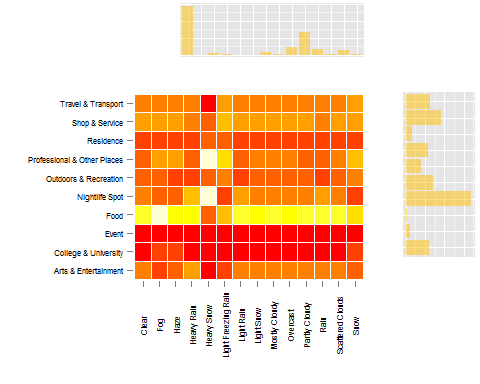 Travel & Transport
Shop & Service
Residence
Professional & Other Places
Outdoors & Recreation
Nightlife Spot
Food
Event
College & University
Arts & Entertainment
Clear
Fog
Haze
Heavy Rain
Heavy Snow
Light Freezing Rain
Light Rain
Light Snow
Mostly Cloudy
Overcast
Partly Cloudy
Rain
Scattered Clouds
Snow